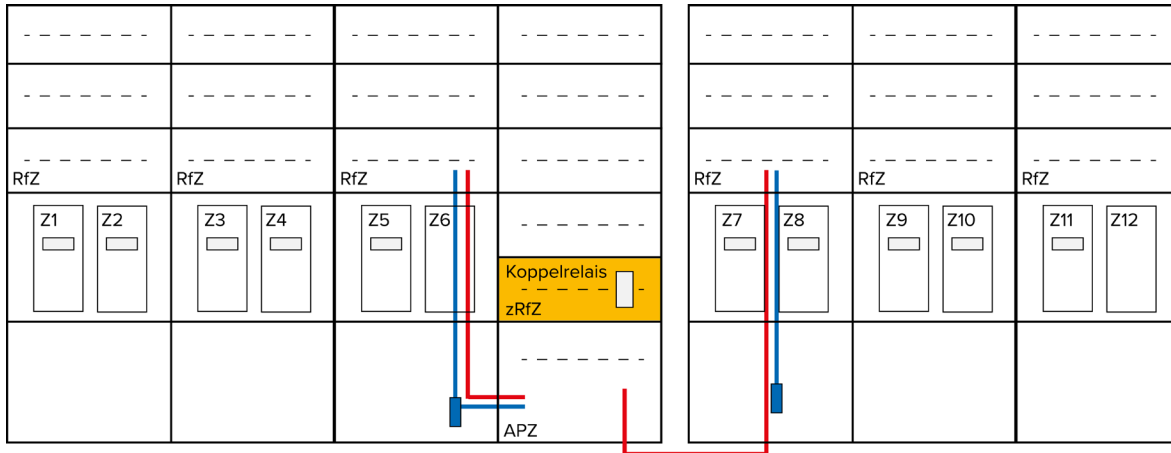 RfZ RfZ RfZ RfZ RfZ RfZ
Z1 Z2 Z3 Z4 Z5 Z6 Z7 Z8 Z9 Z10 Z11 Z12
Koppelrelais
zRfZ
APZ